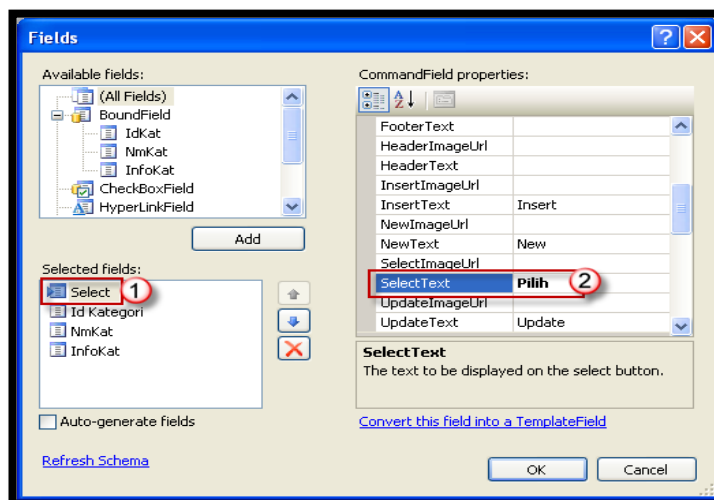 Fields
Available fields:
(All Fields)
BoundField
IdKat
NmKat
InfoKat
CheckBoxField
HyperLinkField
Add
Selected fields:
Select 1
Id Kategori
NmKat
InfoKat
Auto-generate fields
Refresh Schema
CommandField properties:
FooterText
HeaderImageUrl
HeaderText
InsertImageUrl
InsertText Insert
NewImageUrl
NewText New
SelectImageUrl
SelectText Pilih 2
UpdateImageUrl
UpdateText Update
SelectText
The text to be displayed on the select button.
Convert this field into a TemplateField
OK Cancel